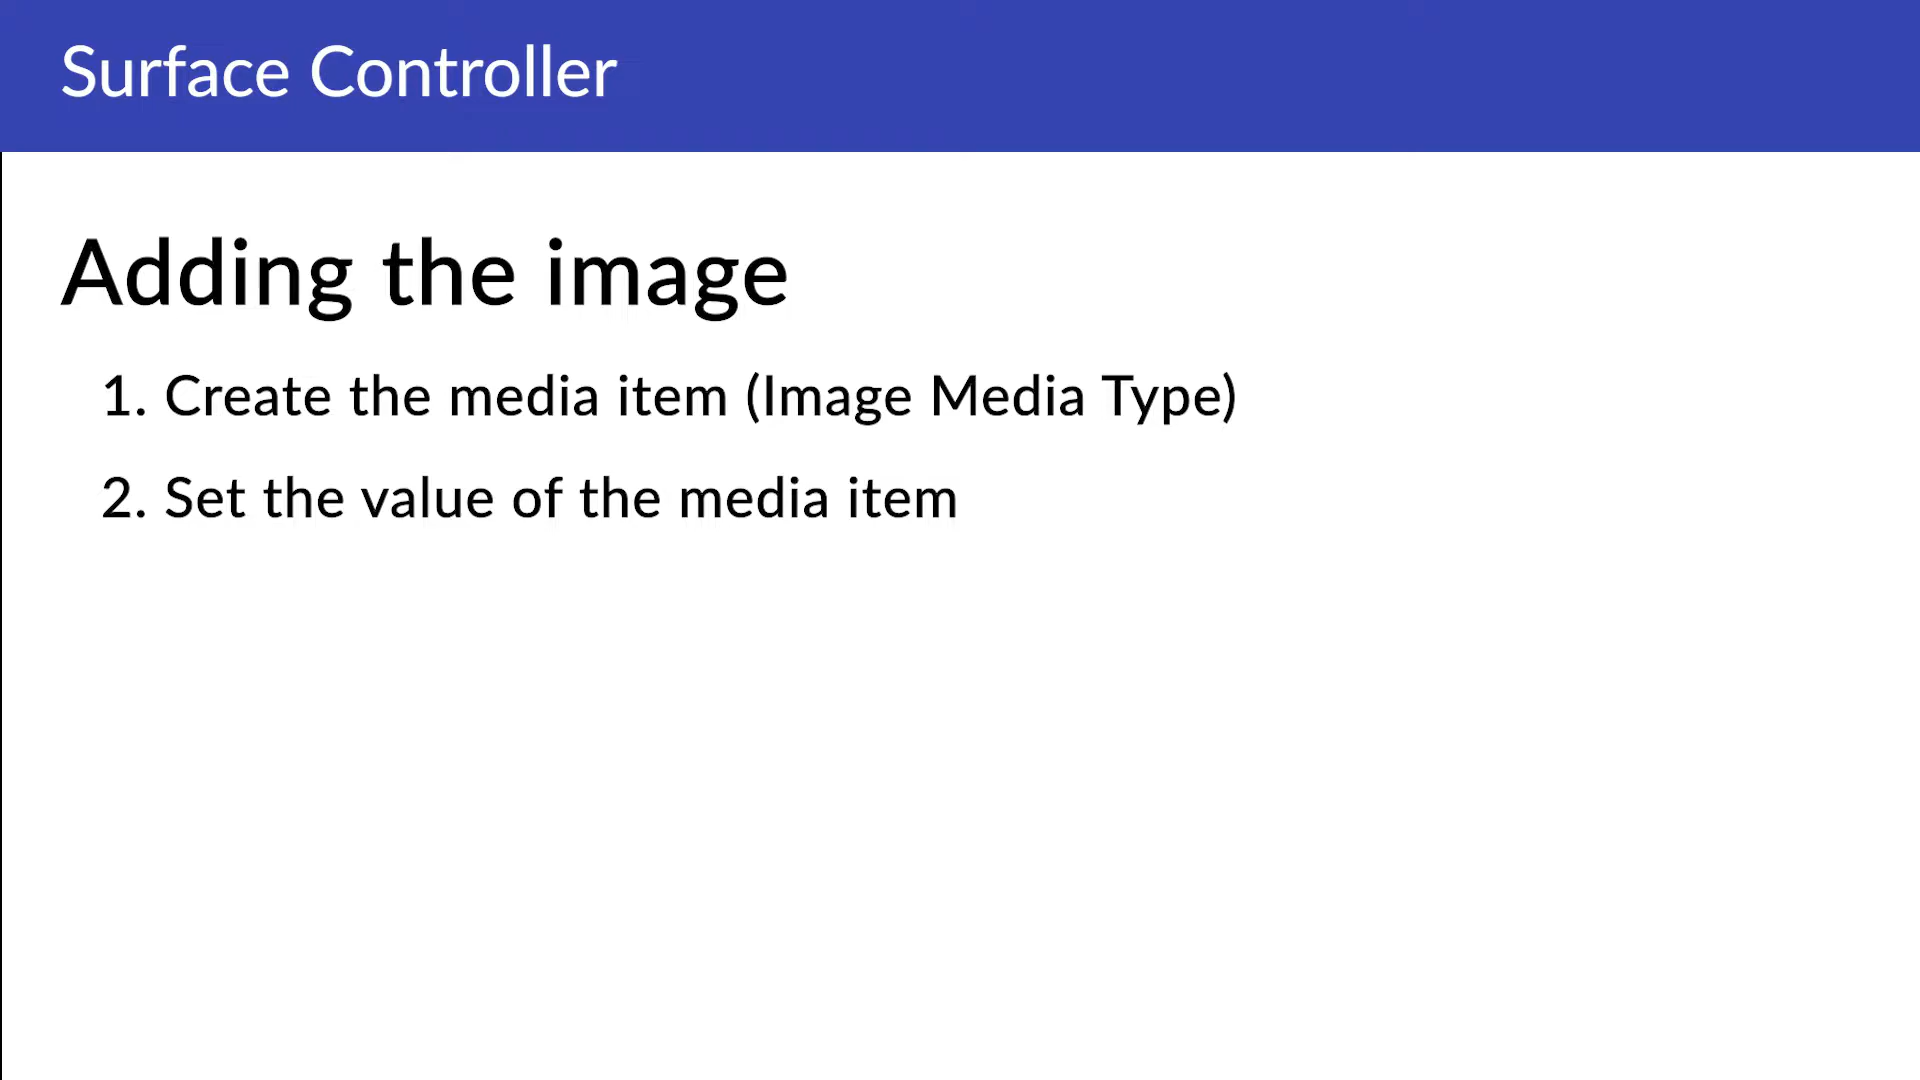 Surface Controller
Adding the image
1. Create the media item (Image Media Type)
2. Set the value of the media item